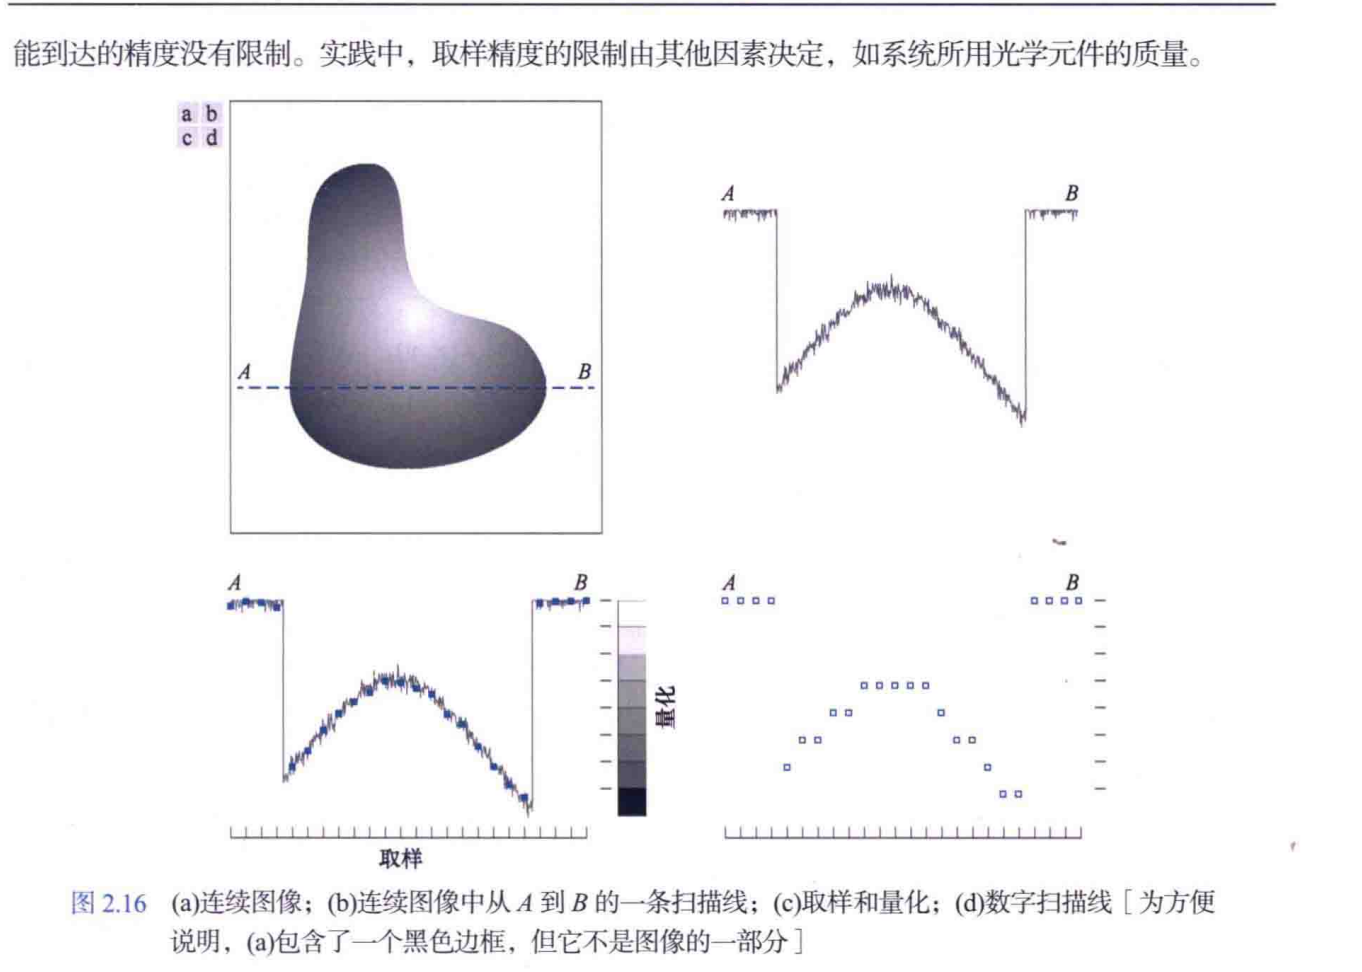 能到达的精度没有限制。实践中，取样精度的限制由其他因素决定，如系统所用光学元件的质量。
a b
c d
A B
A B
A B
A B
量化
取样
图 2.16 (a)连续图像；(b)连续图像中从 A 到 B 的一条扫描线；(c)取样和量化；(d)数字扫描线［为方便
说明，(a)包含了一个黑色边框，但它不是图像的一部分］